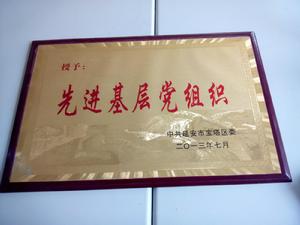 授予：
先进基层党组织
中共延安市宝塔区委
二〇一三年七月